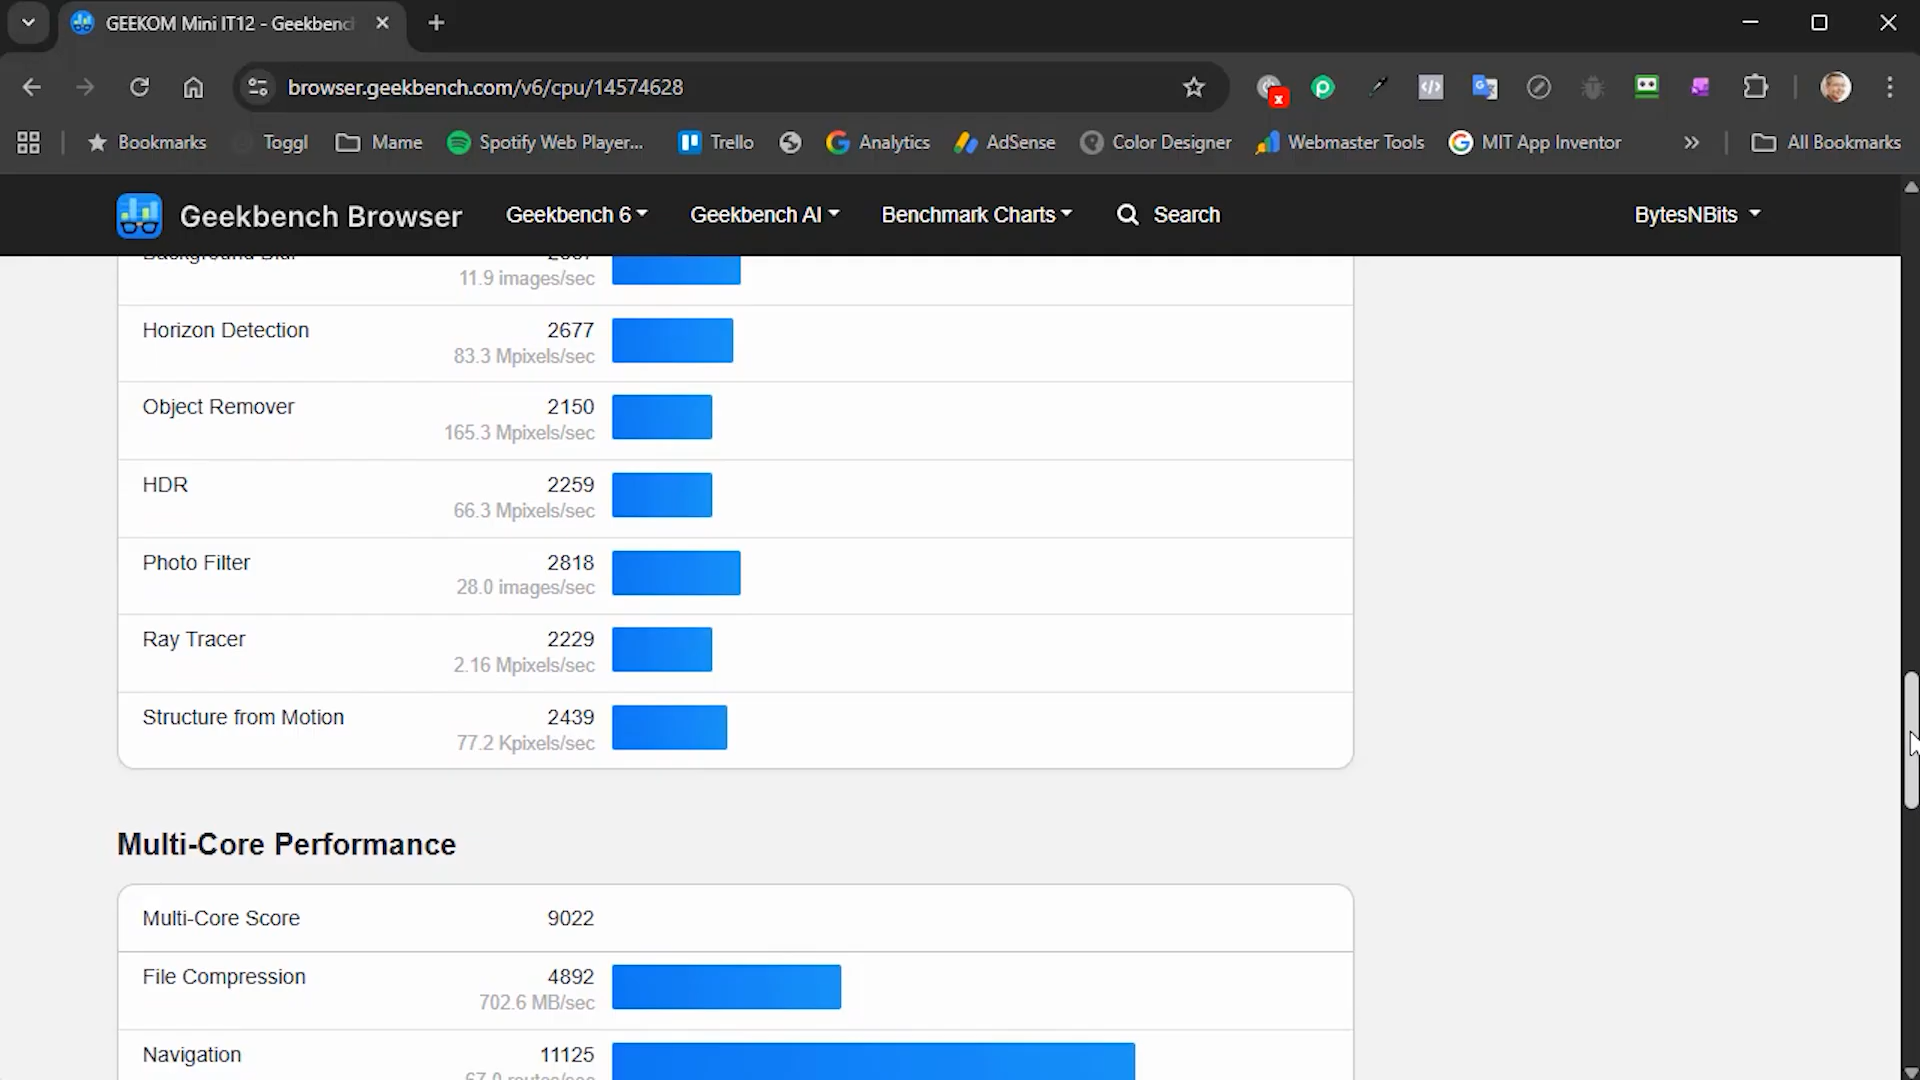 GEEKOM Mini IT12 - Geekbenc
browser.geekbench.com/v6/cpu/14574628
x
Bookmarks Toggl Mame Spotify Web Player... Trello Analytics AdSense Color Designer Webmaster Tools MIT App Inventor » All Bookmarks
Geekbench Browser Geekbench 6 Geekbench AI Benchmark Charts Search BytesNBits
11.9 images/sec
Horizon Detection 2677
83.3 Mpixels/sec
Object Remover 2150
165.3 Mpixels/sec
HDR 2259
66.3 Mpixels/sec
Photo Filter 2818
28.0 images/sec
Ray Tracer 2229
2.16 Mpixels/sec
Structure from Motion 2439
77.2 Kpixels/sec
Multi-Core Performance
Multi-Core Score 9022
File Compression 4892
702.6 MB/sec
Navigation 11125
67.0 routes/sec